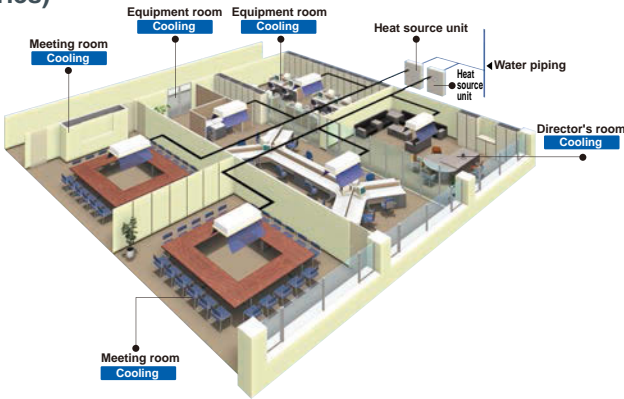 Equipment room
Cooling
Equipment room
Cooling
Heat source unit
Meeting room
Cooling
Water piping
Heat
source
unit
Director's room
Cooling
Meeting room
Cooling